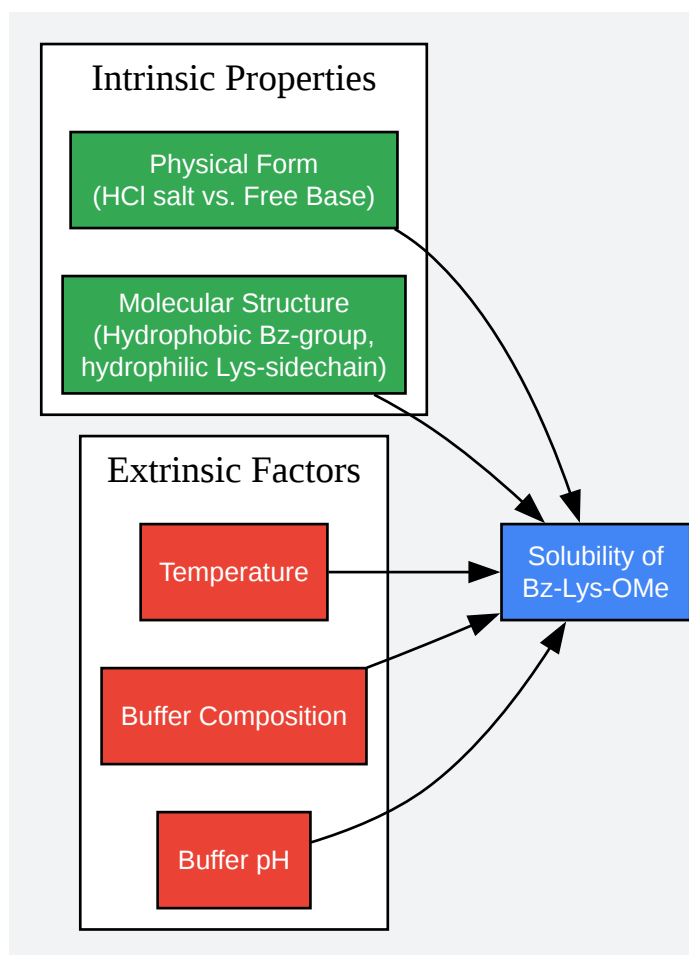 Intrinsic Properties
Physical Form
(HCl salt vs. Free Base)
Molecular Structure
(Hydrophobic Bz-group,
hydrophilic Lys-sidechain)
Extrinsic Factors
Temperature
Buffer Composition
Buffer pH
Solubility of
Bz-Lys-OMe